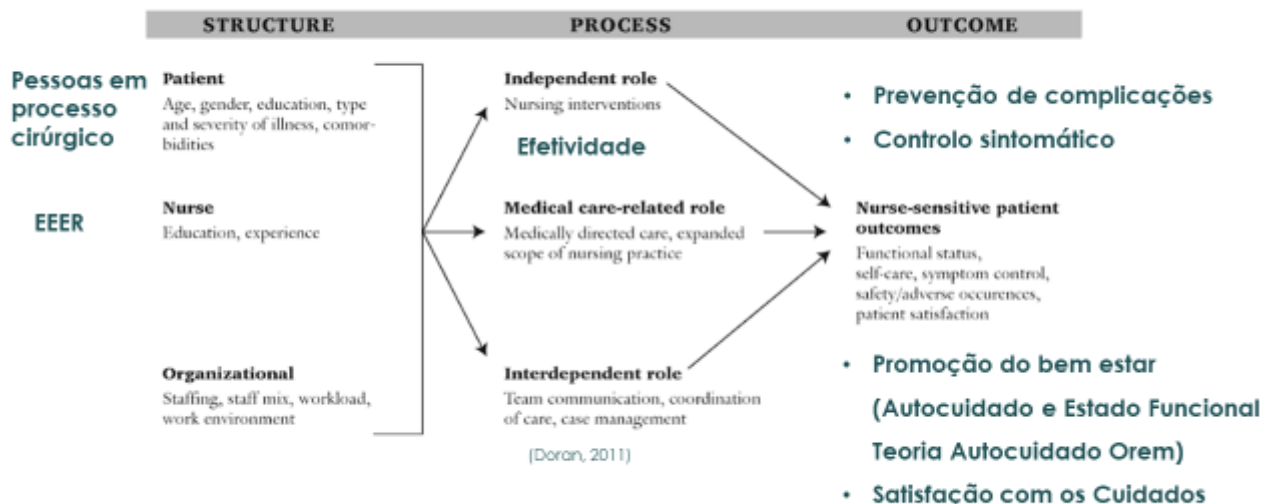 STRUCTURE PROCESS OUTCOME
Pessoas em
processo
cirúrgico
Patient
Age, gender, education, type
and severity of illness, comor-
bidities
EEER
Nurse
Education, experience
Organizational
Staffing, staff mix, workload,
work environment
Independent role
Nursing interventions
Efetividade
Medical care-related role
Medically directed care, expanded
scope of nursing practice
Interdependent role
Team communication, coordination
of care, case management
(Doran, 2011)
• Prevenção de complicações
• Controlo sintomático
Nurse-sensitive patient
outcomes
Functional status,
self-care, symptom control,
safety/adverse occurences,
patient satisfaction
• Promoção do bem estar
(Autocuidado e Estado Funcional
Teoria Autocuidado Orem)
• Satisfação com os Cuidados